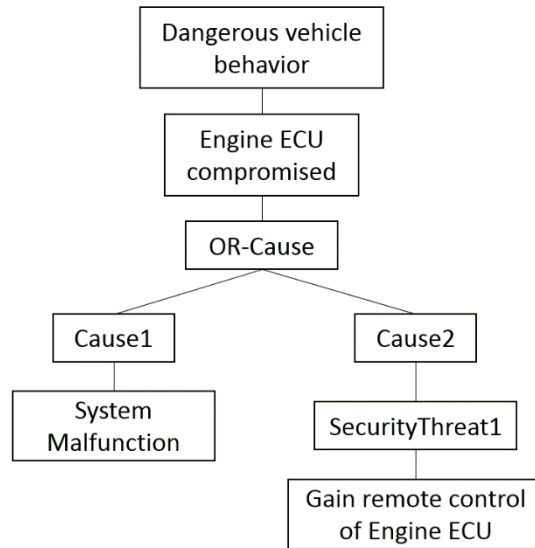 Dangerous vehicle
behavior
Engine ECU
compromised
OR-Cause
Cause1
Cause2
System
Malfunction
SecurityThreat1
Gain remote control
of Engine ECU